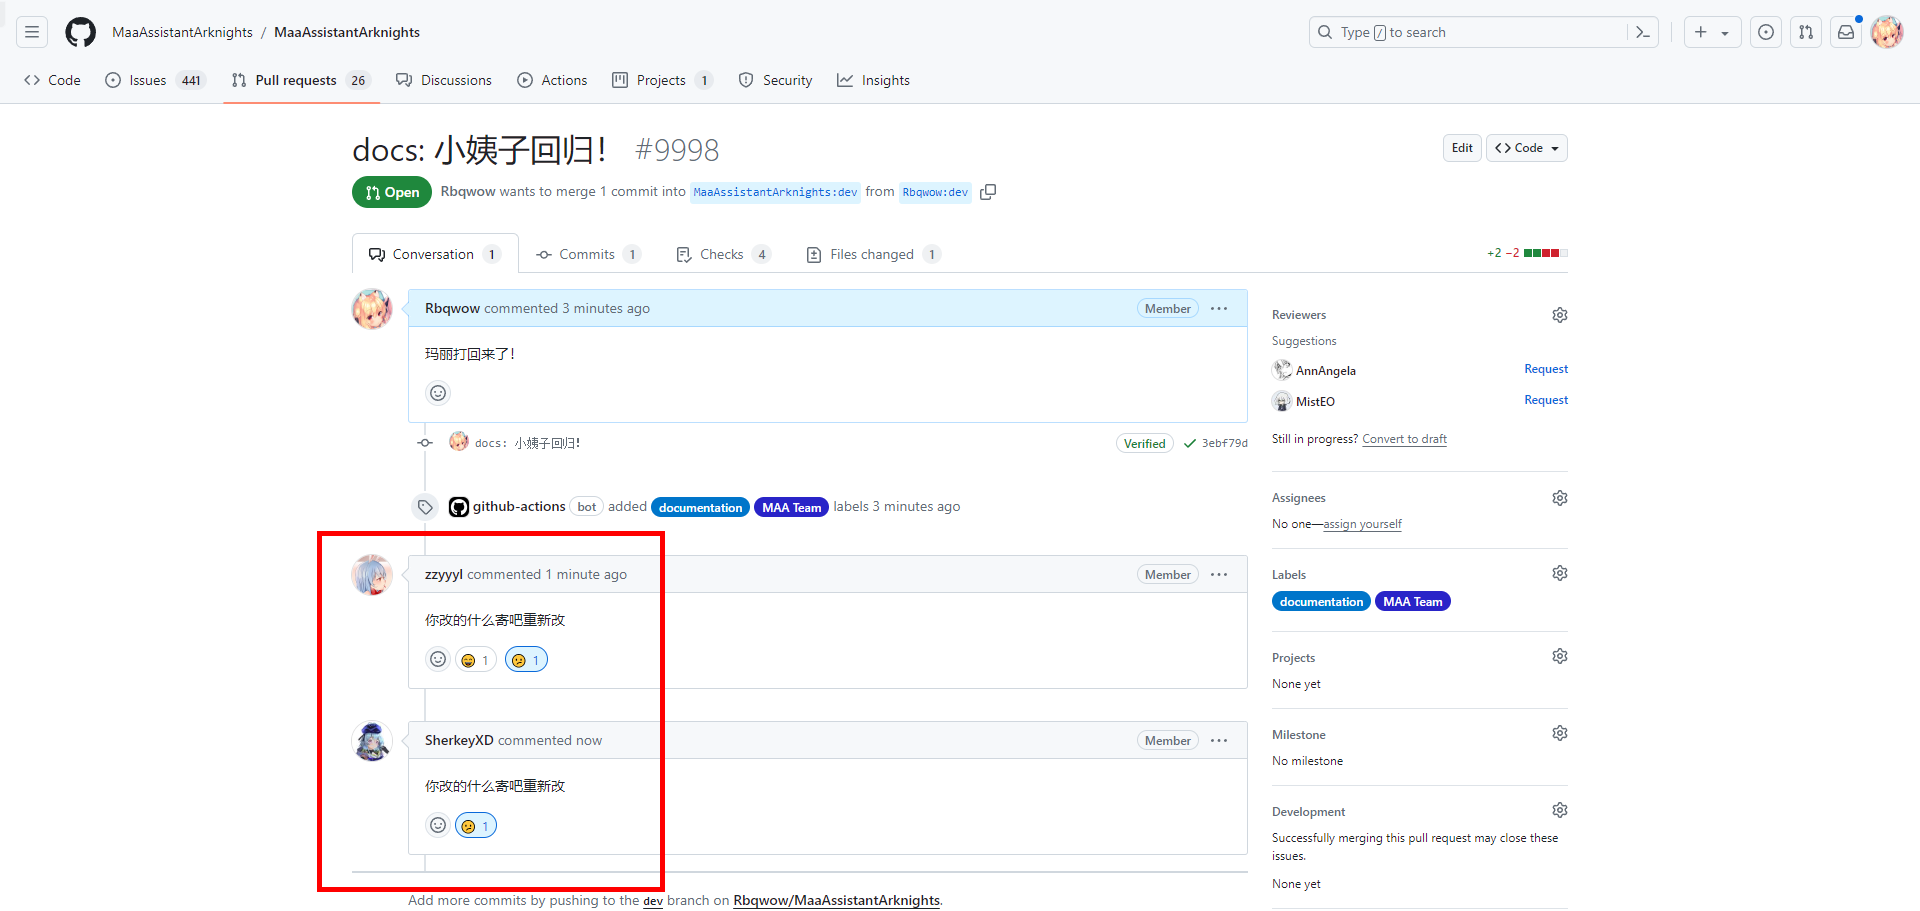 MaaAssistantArknights / MaaAssistantArknights
Type / to search
Code
Issues 441
Pull requests 26
Discussions
Actions
Projects 1
Security
Insights
docs: 小姨子回归！ #9998
Edit
Code
Open
Rbqwow wants to merge 1 commit into MaaAssistantArknights:dev from Rbqwow:dev
Conversation 1
Commits 1
Checks 4
Files changed 1
+2 −2
Rbqwow commented 3 minutes ago
Member
玛丽打回来了！
docs: 小姨子回归！
Verified
3ebf79d
github-actions bot added documentation MAA Team labels 3 minutes ago
zzyyyl commented 1 minute ago
Member
你改的什么寄吧重新改
1
1
SherkeyXD commented now
Member
你改的什么寄吧重新改
1
Add more commits by pushing to the dev branch on Rbqwow/MaaAssistantArknights.
Reviewers
Suggestions
AnnAngela
Request
MistEO
Request
Still in progress? Convert to draft
Assignees
No one—assign yourself
Labels
documentation MAA Team
Projects
None yet
Milestone
No milestone
Development
Successfully merging this pull request may close these
issues.
None yet